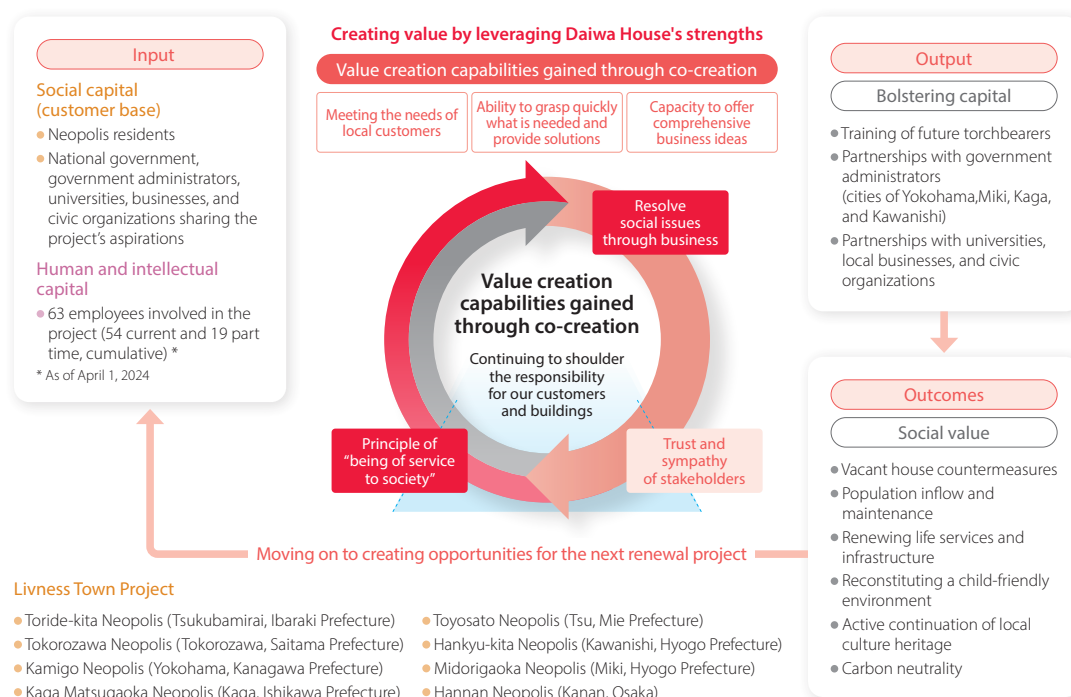 Input
Social capital
(customer base)
Neopolis residents
National government,
government administrators,
universities, businesses, and
civic organizations sharing the
project's aspirations
Human and intellectual
capital
63 employees involved in the
project (54 current and 19 part
time, cumulative) *
* As of April 1, 2024
Creating value by leveraging Daiwa House's strengths
Value creation capabilities gained through co-creation
Meeting the needs of
local customers
Ability to grasp quickly
what is needed and
provide solutions
Capacity to offer
comprehensive
business ideas
Resolve
social issues
through business
Value creation
capabilities gained
through co-creation
Continuing to shoulder
the responsibility
for our customers
and buildings
Principle of
"being of service
to society"
Trust and
sympathy
of stakeholders
Output
Bolstering capital
Training of future torchbearers
Partnerships with government
administrators
(cities of Yokohama,Miki, Kaga,
and Kawanishi)
Partnerships with universities,
local businesses, and civic
organizations
Outcomes
Social value
Vacant house countermeasures
Population inflow and
maintenance
Renewing life services and
infrastructure
Reconstituting a child-friendly
environment
Active continuation of local
culture heritage
Carbon neutrality
Moving on to creating opportunities for the next renewal project
Livness Town Project
Toride-kita Neopolis (Tsukubamirai, Ibaraki Prefecture)
Tokorozawa Neopolis (Tokorozawa, Saitama Prefecture)
Kamigo Neopolis (Yokohama, Kanagawa Prefecture)
Kaga Matsugaoka Neopolis (Kaga, Ishikawa Prefecture)
Toyosato Neopolis (Tsu, Mie Prefecture)
Hankyu-kita Neopolis (Kawanishi, Hyogo Prefecture)
Midorigaoka Neopolis (Miki, Hyogo Prefecture)
Hannan Neopolis (Kanan, Osaka)